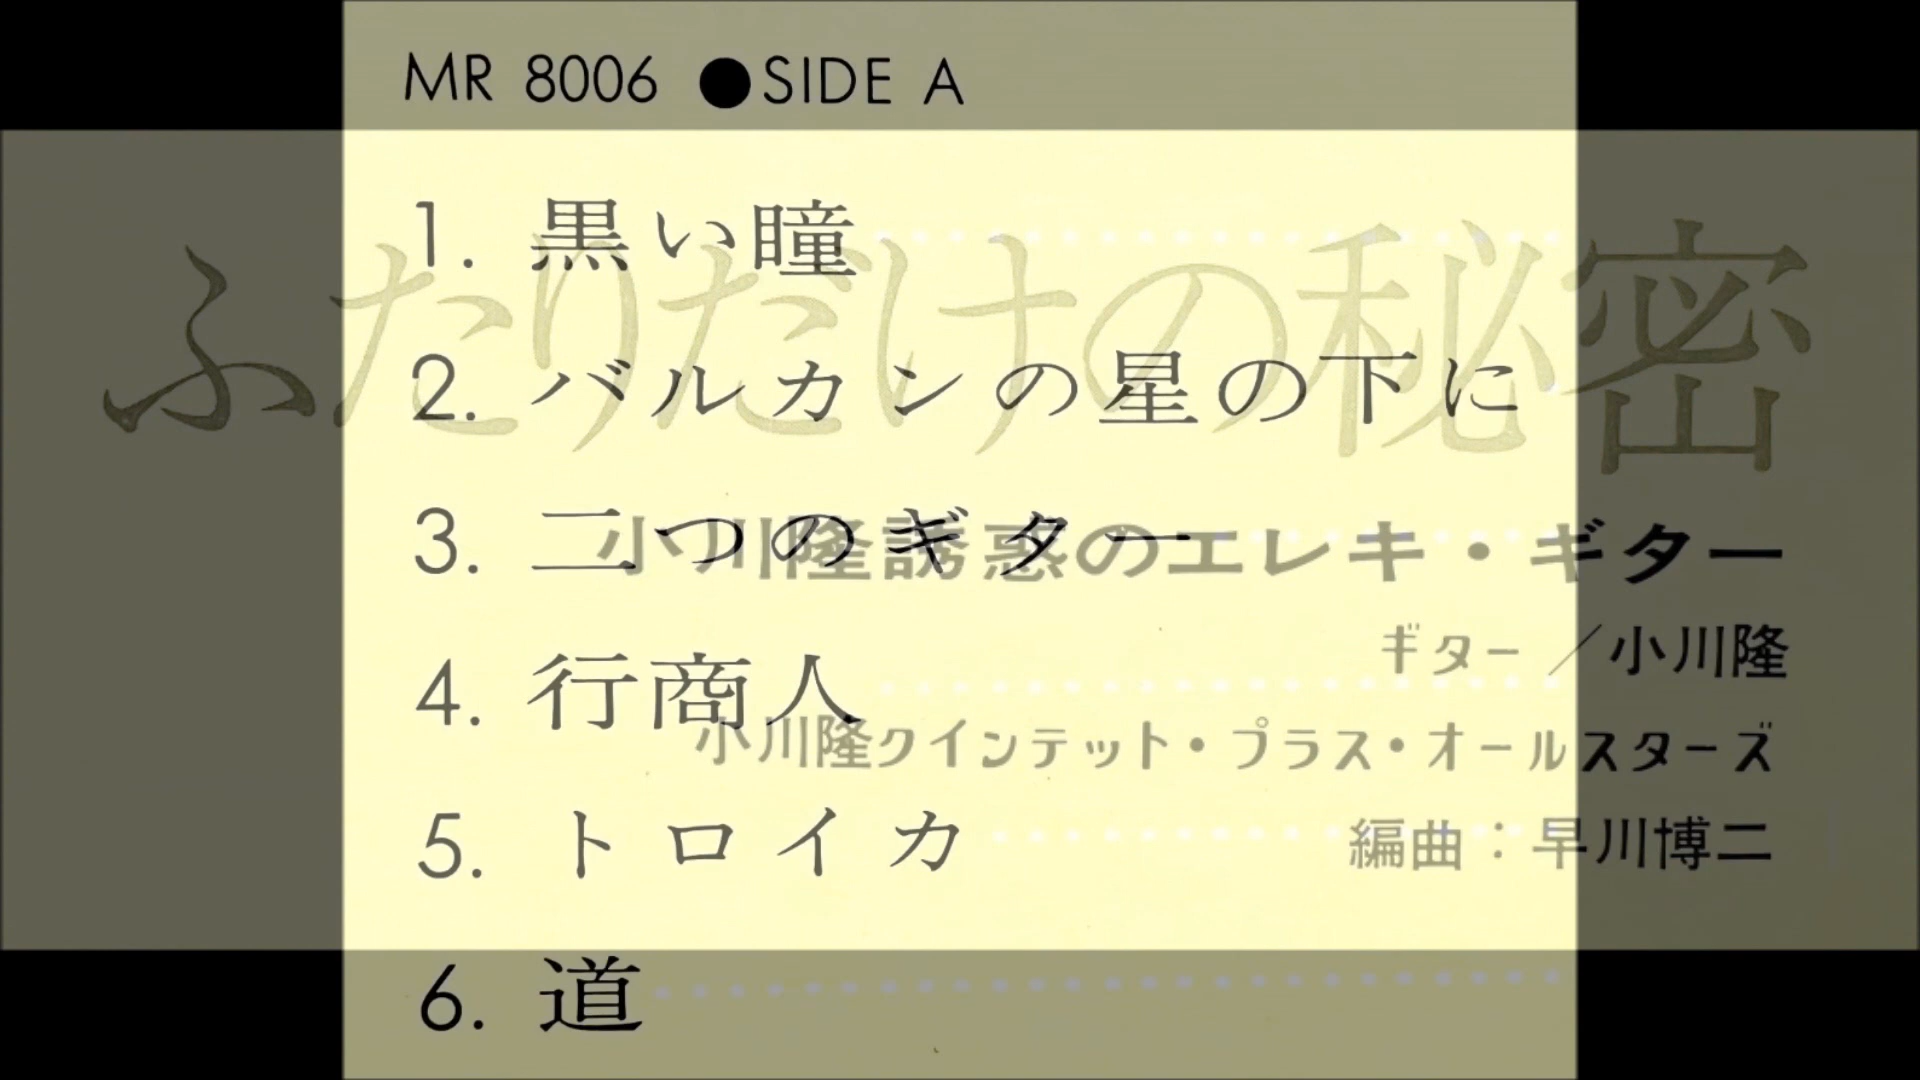 MR 8006 ●SIDE A
1. 黒い瞳
ふたりだけの秘密
2. バルカンの星の下に
3. 二つのギター
小川隆誘惑のエレキ・ギター
ギター／小川隆
4. 行商人
小川隆クインテット・プラス・オールスターズ
5. トロイカ
編曲：早川博二
6. 道